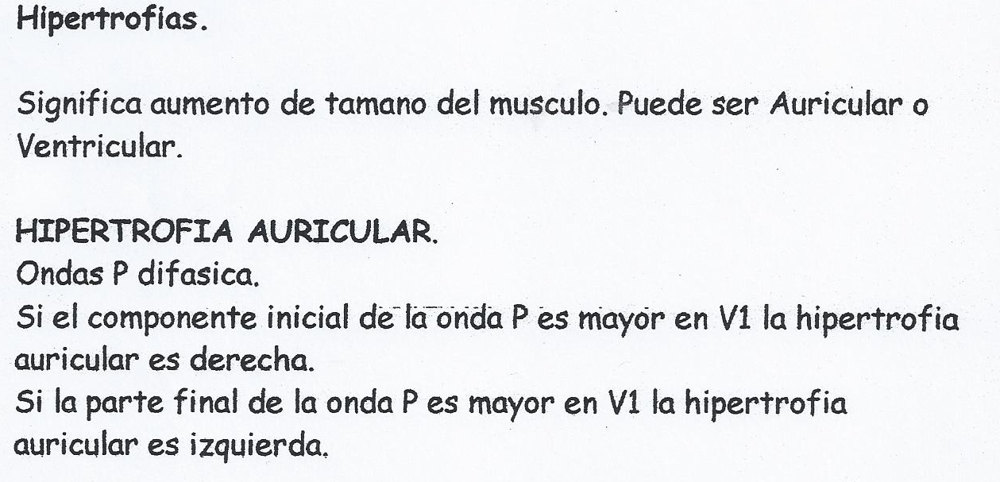 Hipertrofias.
Significa aumento de tamano del musculo. Puede ser Auricular o
Ventricular.
HIPERTROFIA AURICULAR.
Ondas P difasica.
Si el componente inicial de la onda P es mayor en V1 la hipertrofia
auricular es derecha.
Si la parte final de la onda P es mayor en V1 la hipertrofia
auricular es izquierda.